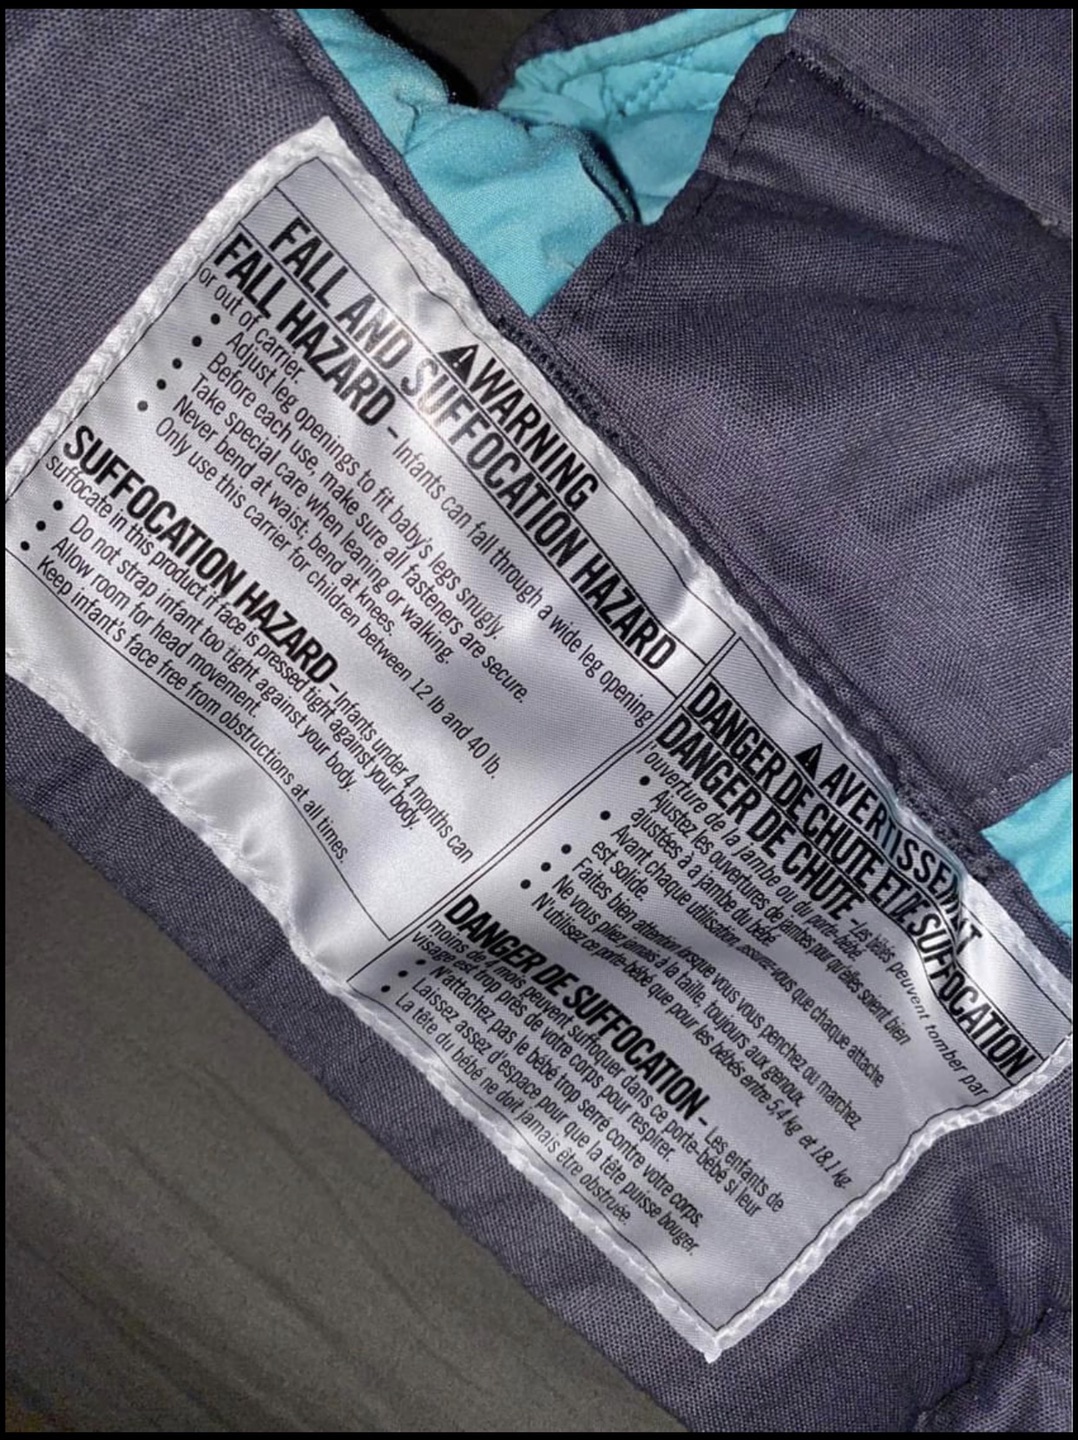 ⚠WARNING
FALL AND SUFFOCATION HAZARD
FALL HAZARD - Infants can fall through a wide leg opening
or out of carrier.
• Adjust leg openings to fit baby's legs snugly.
• Before each use, make sure all fasteners are secure.
• Take special care when leaning or walking.
• Never bend at waist; bend at knees.
• Only use this carrier for children between 12 lb and 40 lb.
SUFFOCATION HAZARD - Infants under 4 months can
suffocate in this product if face is pressed tight against your body.
• Do not strap infant too tight against your body.
• Allow room for head movement.
• Keep infant's face free from obstructions at all times.
⚠ AVERTISSEMENT
DANGER DE CHUTE ET DE SUFFOCATION
DANGER DE CHUTE - Les bébés peuvent tomber par
l'ouverture de la jambe ou du porte-bébé.
• Ajustez les ouvertures de jambes pour qu'elles soient bien
ajustées à a jambe du bébé.
• Avant chaque utilisation, assurez-vous que chaque attache
est solide.
• Faites bien attention lorsque vous vous penchez ou marchez.
• Ne vous pliez jamais à la taille, toujours aux genoux.
• N'utilisez ce porte-bébé que pour les bébés entre 5,4 kg et 18,1 kg.
DANGER DE SUFFOCATION - Les enfants de
moins de 4 mois peuvent suffoquer dans ce porte-bébé si leur
visage est trop près de votre corps pour respirer.
• N'attachez pas le bébé trop serré contre votre corps.
• Laissez assez d'espace pour que la tête puisse bouger.
• La tête du bébé ne doit jamais être obstruée.